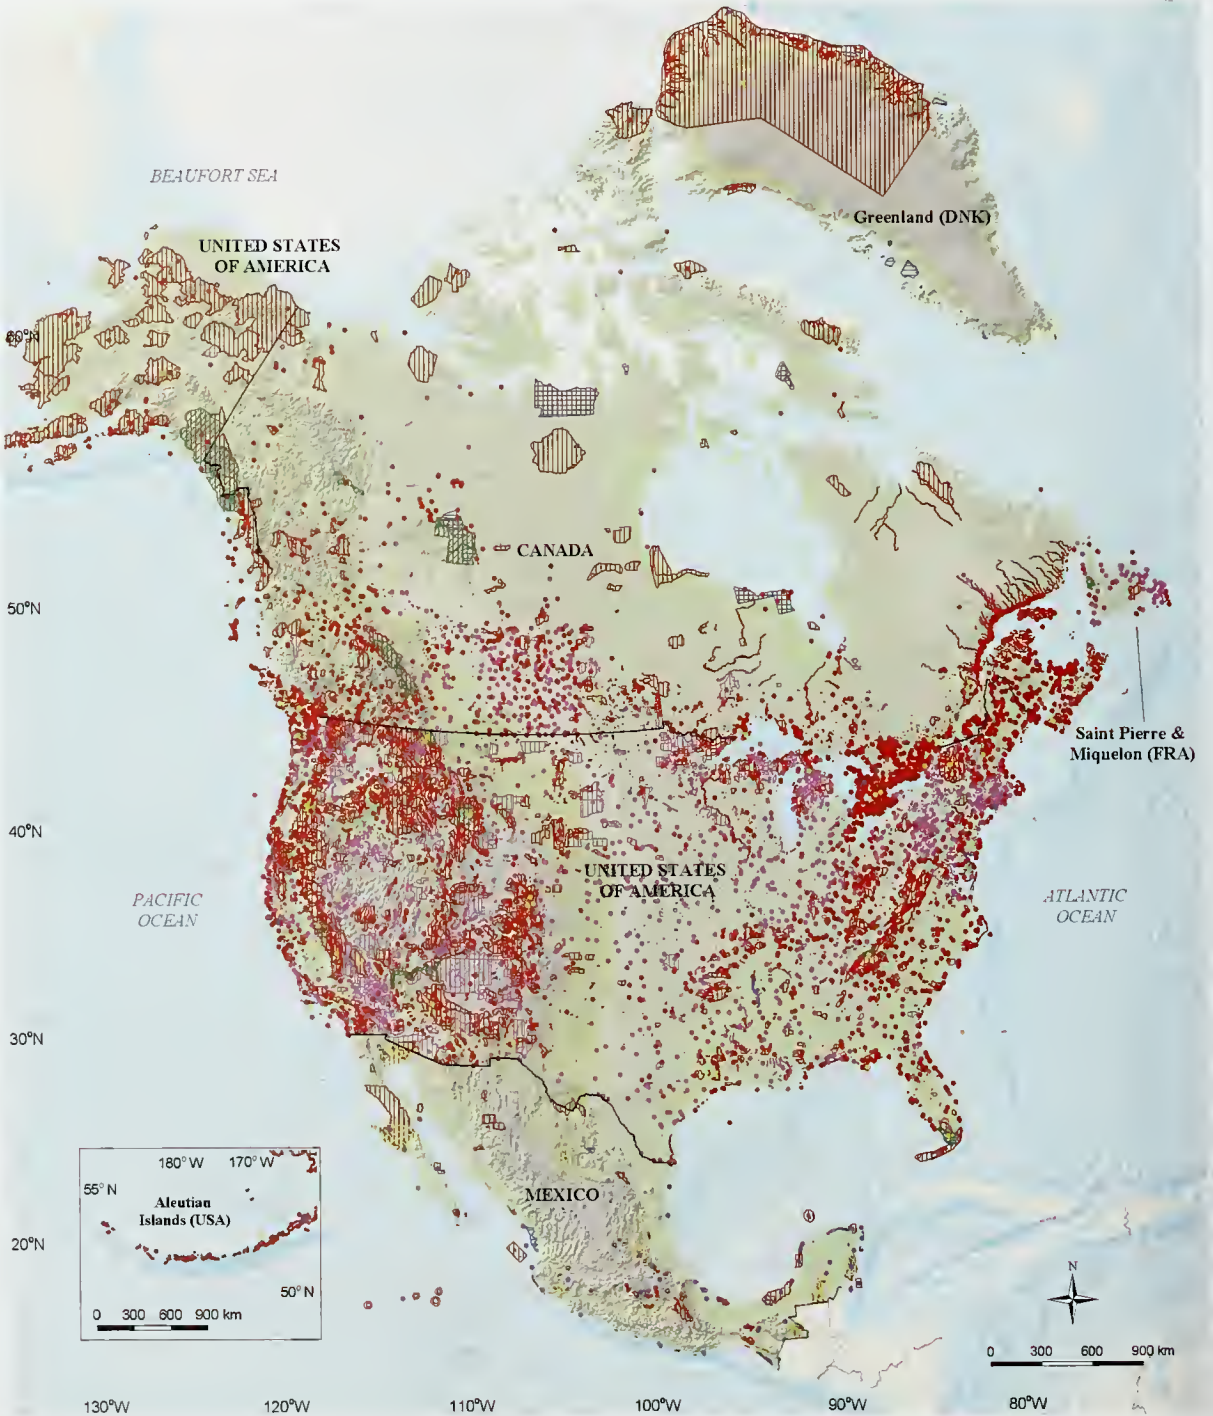 BEAUFORT SEA
Greenland (DNK)
UNITED STATES
OF AMERICA
60°N
CANADA
50°N
Saint Pierre &
Miquelon (FRA)
40°N
UNITED STATES
OF AMERICA
PACIFIC
OCEAN
ATLANTIC
OCEAN
30°N
180°W 170°W
55°N
Aleutian
Islands (USA)
MEXICO
20°N
50°N
N
0 300 600 900 km
0 300 600 900 km
130°W 120°W 110°W 100°W 90°W 80°W